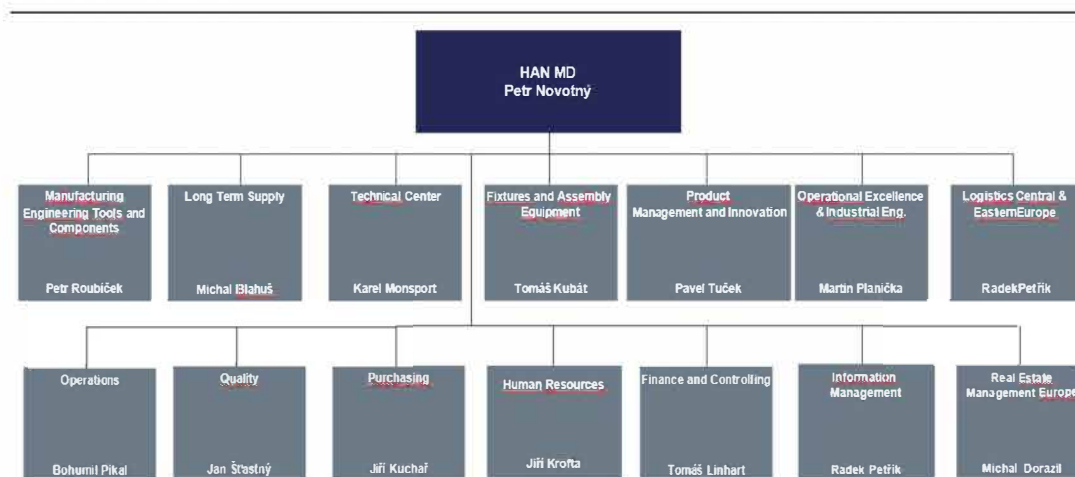 HAN MD
Petr Novotný
Manufacturing
Engineering Tools and
Components
Petr Roubíček
Long Term Supply
Michal Blahuš
Technical Center
Karel Monsport
Fixtures and Assembly
Equipment
Tomáš Kubát
Product
Management and Innovation
Pavel Tuček
Operational Excellence
& Industrial Eng.
Martin Planička
Logistics Central &
EasternEurope
RadekPetřik
Operations
Bohumil Pikal
Quality
Jan Šťastný
Purchasing
Jiří Kuchař
Human Resources
Jiří Krofta
Finance and Controlling
Tomáš Linhart
Information
Management
Radek Petřik
Real Estate
Management Europe
Michal Dorazil